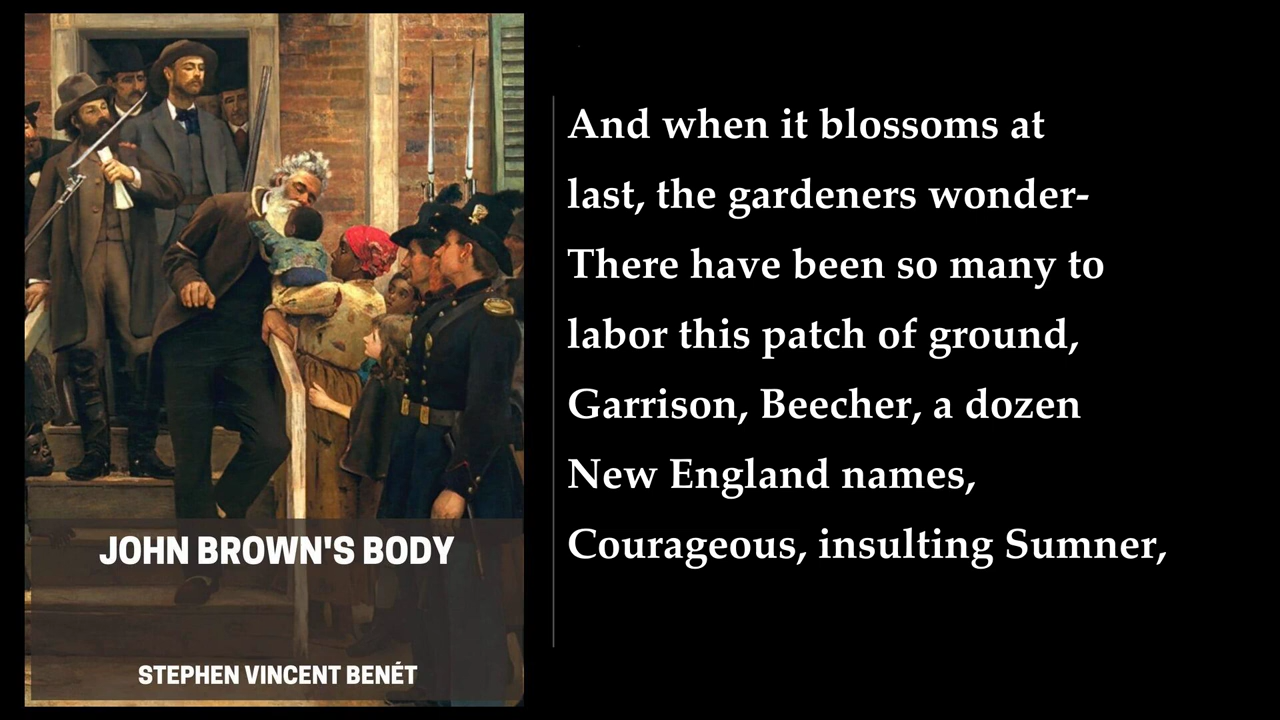 JOHN BROWN'S BODY
STEPHEN VINCENT BENÉT
And when it blossoms at
last, the gardeners wonder-
There have been so many to
labor this patch of ground,
Garrison, Beecher, a dozen
New England names,
Courageous, insulting Sumner,